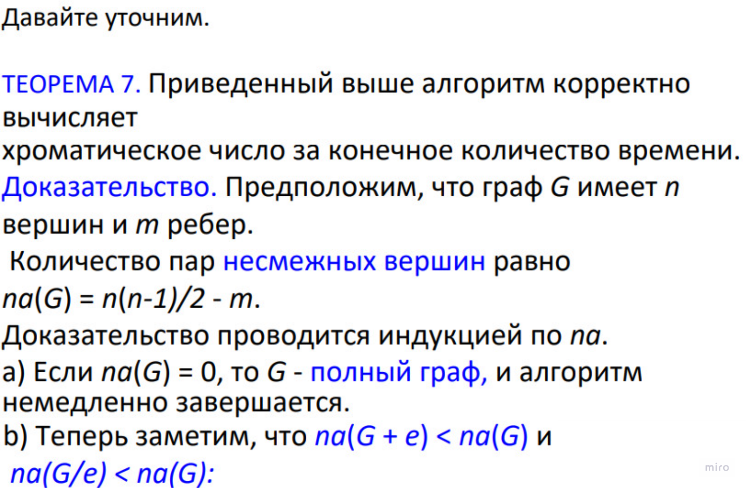 Давайте уточним.
ТЕОРЕМА 7. Приведенный выше алгоритм корректно
вычисляет
хроматическое число за конечное количество времени.
Доказательство. Предположим, что граф G имеет n
вершин и m ребер.
Количество пар несмежных вершин равно
na(G) = n(n-1)/2 - m.
Доказательство проводится индукцией по na.
a) Если na(G) = 0, то G - полный граф, и алгоритм
немедленно завершается.
b) Теперь заметим, что na(G + e) < na(G) и
na(G/e) < na(G):
miro